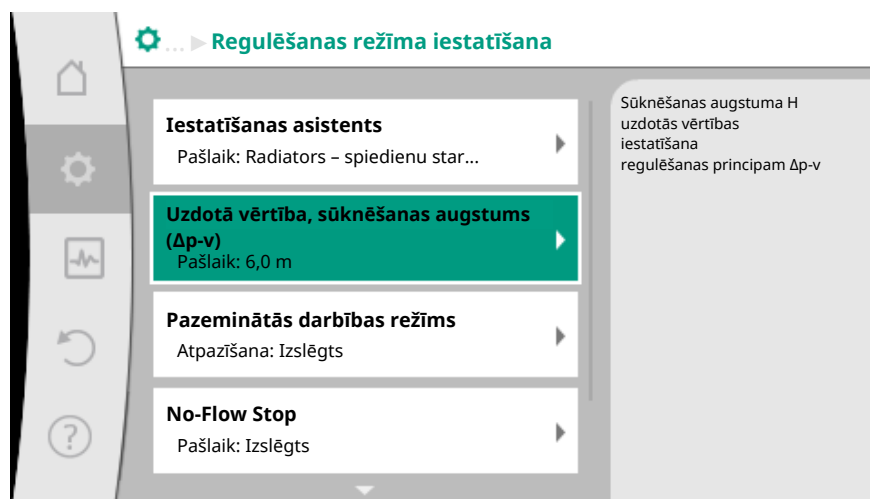 ... Regulēšanas režīma iestatīšana
Iestatīšanas asistents
Pašlaik: Radiators – spiedienu star...
Uzdotā vērtība, sūknēšanas augstums
(Δp-v)
Pašlaik: 6,0 m
Pazeminātās darbības režīms
Atpazīšana: Izslēgts
No-Flow Stop
Pašlaik: Izslēgts
Sūknēšanas augstuma H
uzdotās vērtības
iestatīšana
regulēšanas principam Δp-v